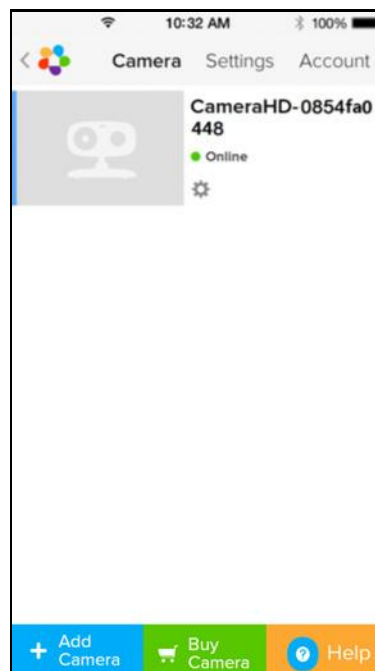 10:32 AM 100%
Camera Settings Account
CameraHD-0854fa0
448
Online
Add
Camera
Buy
Camera
Help